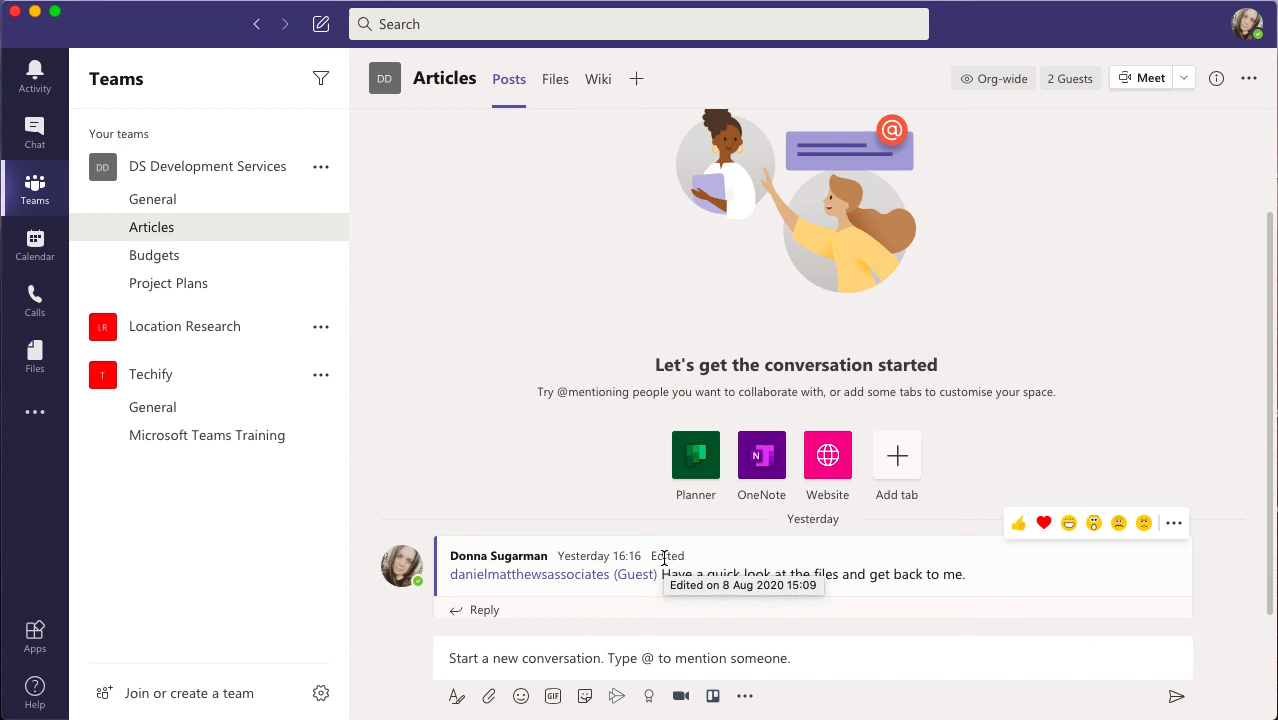 Search
Activity
Chat
Teams
Calendar
Calls
Files
Apps
Help
Teams
Your teams
DD
DS Development Services
General
Articles
Budgets
Project Plans
LR
Location Research
T
Techify
General
Microsoft Teams Training
Join or create a team
DD
Articles
Posts
Files
Wiki
Org-wide
2 Guests
Meet
@
Let's get the conversation started
Try @mentioning people you want to collaborate with, or add some tabs to customise your space.
N
Planner
OneNote
Website
Add tab
Yesterday
Donna Sugarman Yesterday 16:16 Edited
danielmatthewsassociates (Guest) Have a quick look at the files and get back to me.
Edited on 8 Aug 2020 15:09
Reply
Start a new conversation. Type @ to mention someone.
GIF